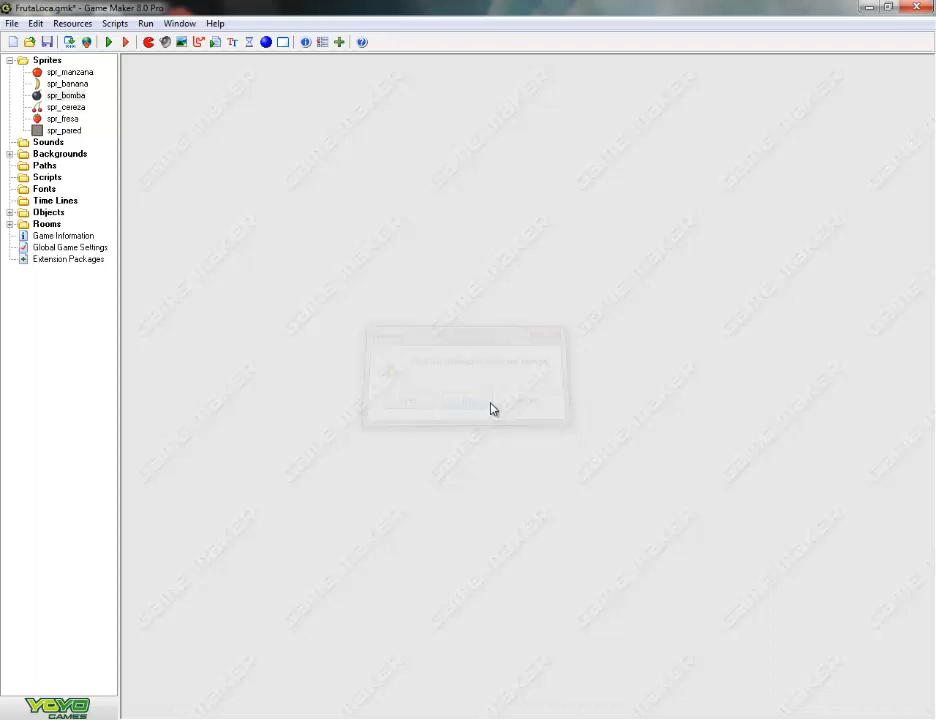 FrutaLoca.gmk* - Game Maker 8.0 Pro
File Edit Resources Scripts Run Window Help
Sprites
spr_manzana
spr_banana
spr_bomba
spr_cereza
spr_fresa
spr_pared
Sounds
Backgrounds
Paths
Scripts
Fonts
Time Lines
Objects
Rooms
Game Information
Global Game Settings
Extension Packages
GAME MAKER
YOYO
GAMES